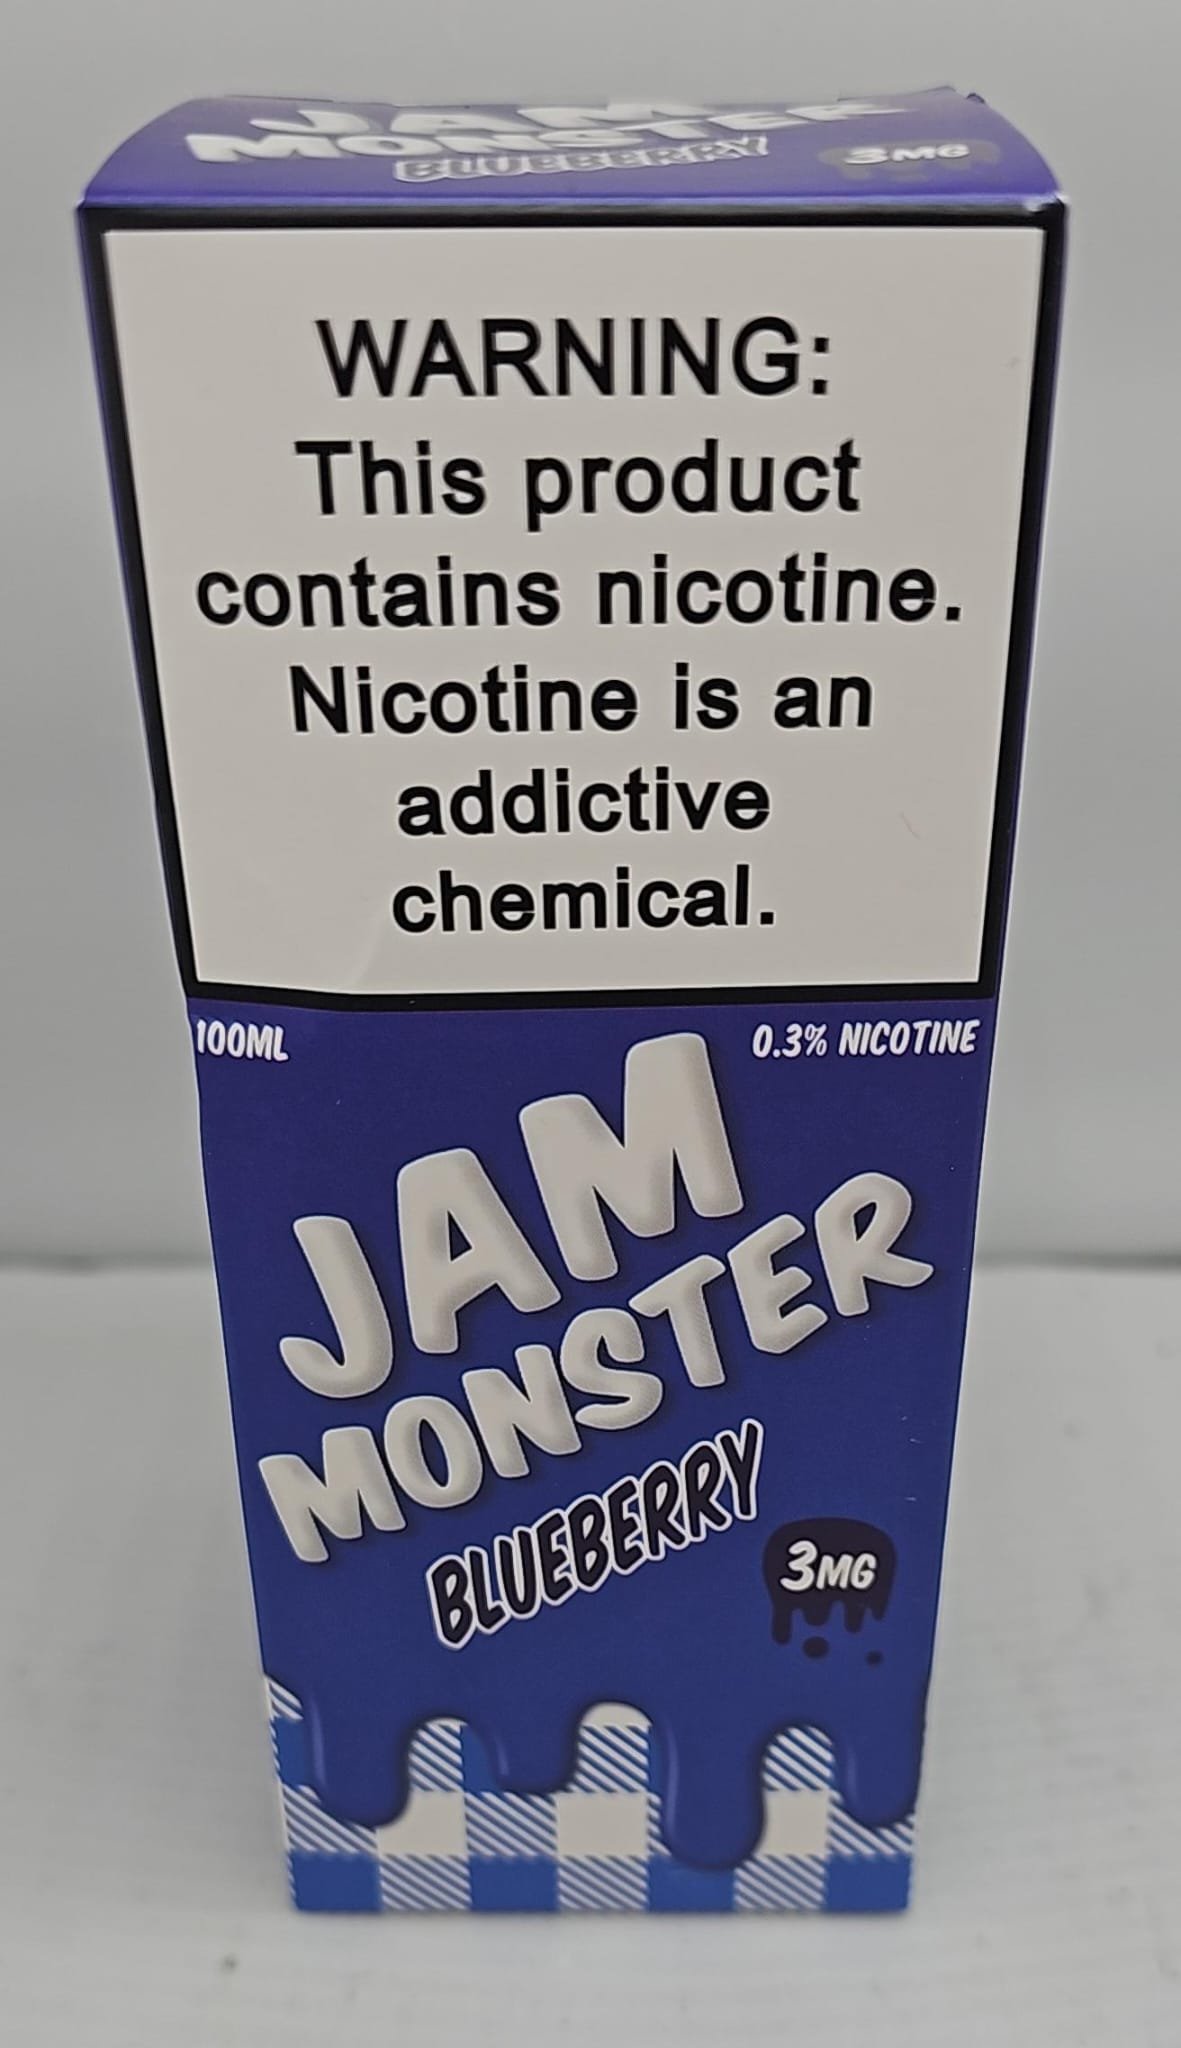 JAM
MONSTER
BLUEBERRY
3MG
WARNING:
This product
contains nicotine.
Nicotine is an
addictive
chemical.
100ML
0.3% NICOTINE
JAM
MONSTER
BLUEBERRY
3MG